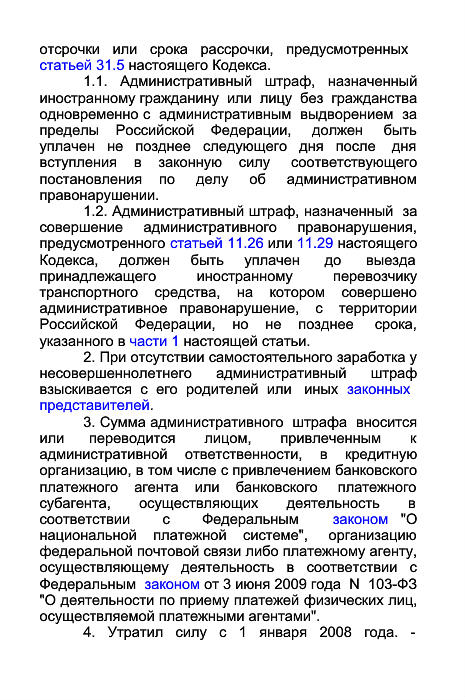 отсрочки или срока рассрочки, предусмотренных
статьей 31.5 настоящего Кодекса.
1.1. Административный штраф, назначенный
иностранному гражданину или лицу без гражданства
одновременно с административным выдворением за
пределы Российской Федерации, должен быть
уплачен не позднее следующего дня после дня
вступления в законную силу соответствующего
постановления по делу об административном
правонарушении.
1.2. Административный штраф, назначенный за
совершение административного правонарушения,
предусмотренного статьей 11.26 или 11.29 настоящего
Кодекса, должен быть уплачен до выезда
принадлежащего иностранному перевозчику
транспортного средства, на котором совершено
административное правонарушение, с территории
Российской Федерации, но не позднее срока,
указанного в части 1 настоящей статьи.
2. При отсутствии самостоятельного заработка у
несовершеннолетнего административный штраф
взыскивается с его родителей или иных законных
представителей.
3. Сумма административного штрафа вносится
или переводится лицом, привлеченным к
административной ответственности, в кредитную
организацию, в том числе с привлечением банковского
платежного агента или банковского платежного
субагента, осуществляющих деятельность в
соответствии с Федеральным законом "О
национальной платежной системе", организацию
федеральной почтовой связи либо платежному агенту,
осуществляющему деятельность в соответствии с
Федеральным законом от 3 июня 2009 года N 103-ФЗ
"О деятельности по приему платежей физических лиц,
осуществляемой платежными агентами".
4. Утратил силу с 1 января 2008 года. -